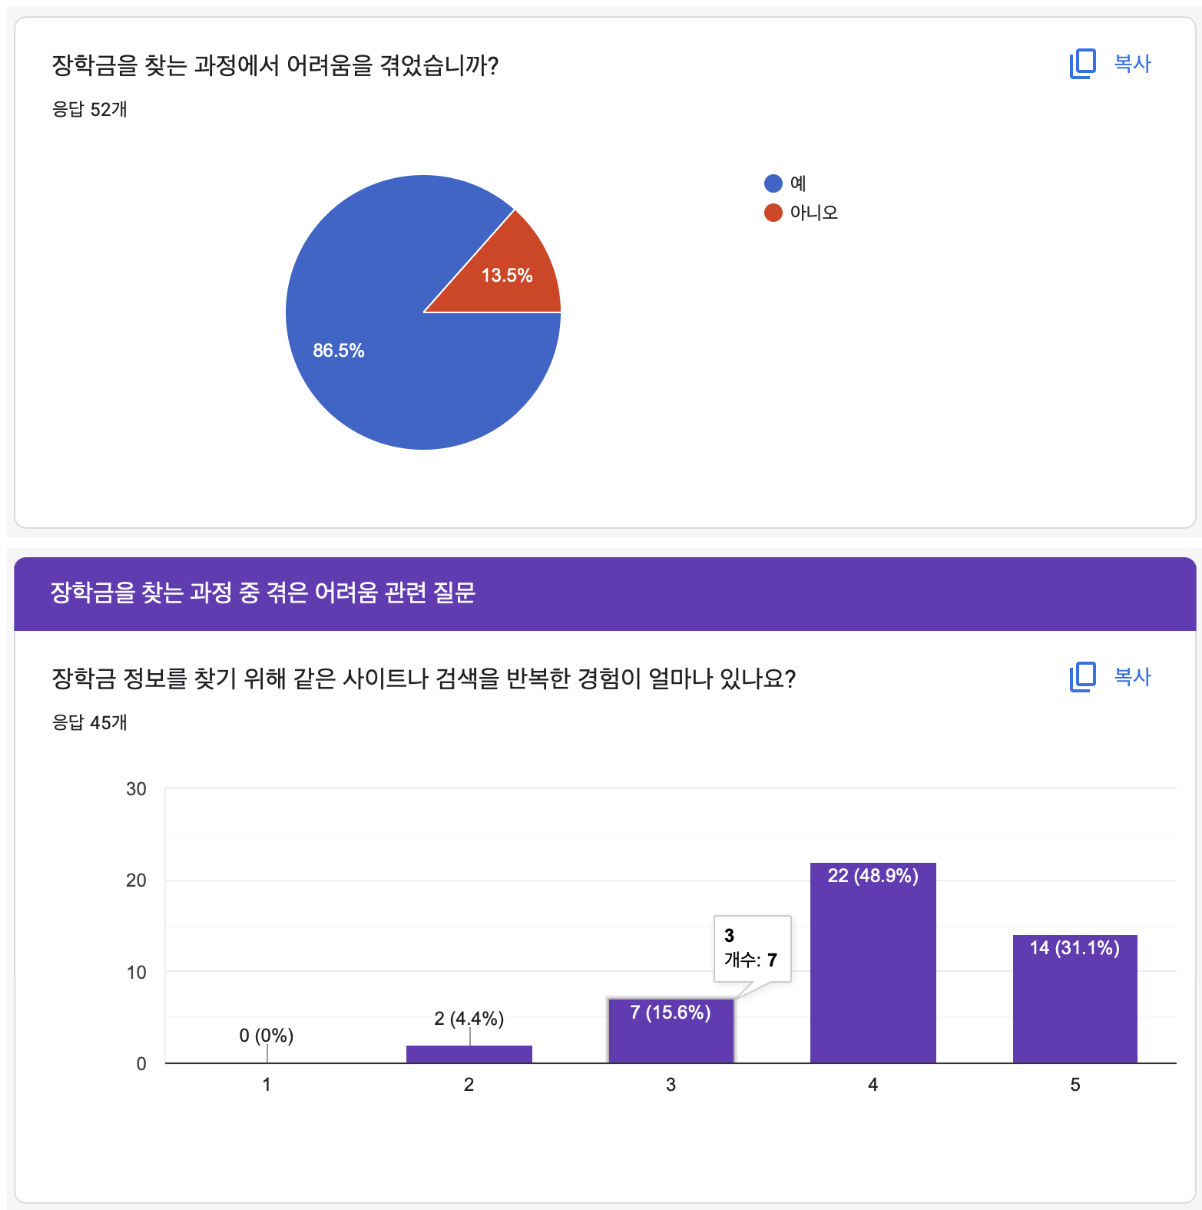 장학금을 찾는 과정에서 어려움을 겪었습니까?
복사
응답 52개
예
아니오
13.5%
86.5%
장학금을 찾는 과정 중 겪은 어려움 관련 질문
장학금 정보를 찾기 위해 같은 사이트나 검색을 반복한 경험이 얼마나 있나요?
복사
응답 45개
30
20
10
0
0 (0%)
2 (4.4%)
7 (15.6%)
22 (48.9%)
14 (31.1%)
3
개수: 7
1
2
3
4
5